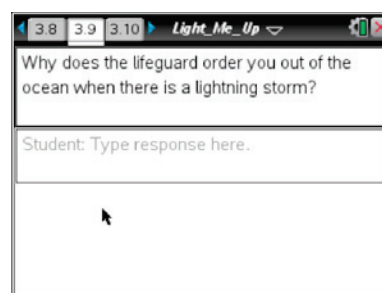 3.8 3.9 3.10 Light_Me_Up
Why does the lifeguard order you out of the
ocean when there is a lightning storm?
Student: Type response here.